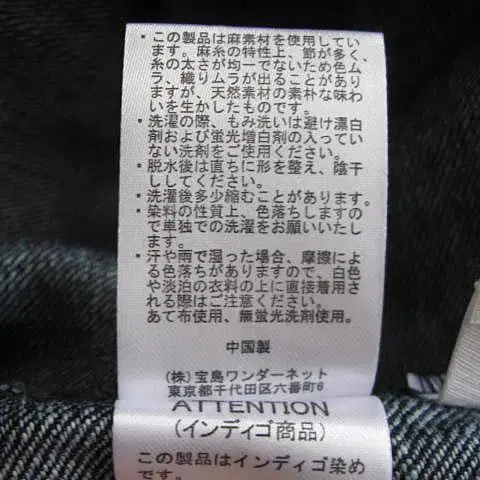 ・この製品は麻素材を使用してい
ます。麻糸の特性上、節が多く、
糸の太さが均一でないため色ム
ラ、織りムラが出ることがあり
ますが、天然素材の素朴な味わ
いを生かしたものです。
・洗濯の際、もみ洗いは避け漂白
剤および蛍光増白剤の入ってい
ない洗剤をご使用ください。
・脱水後は直ちに形を整え、陰干
ししてください。
・洗濯後多少縮むことがあります。
・染料の性質上、色落ちしますの
で単独での洗濯をお願いいたし
ます。
・汗や雨で湿った場合、摩擦によ
る色落ちがありますので、白色
や淡泊の衣料の上に直接着用さ
れる際はご注意ください。
あて布使用、無蛍光洗剤使用。
中国製
(株)宝島ワンダーネット
東京都千代田区六番町6
ATTENTION
(インディゴ商品)
この製品はインディゴ染め
です。